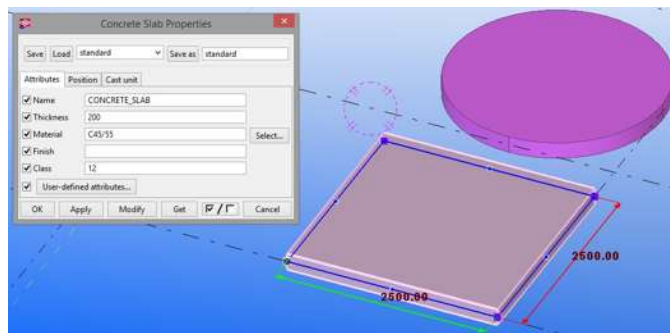 Concrete Slab Properties
Save Load standard Save as standard
Attributes Position Cast unit
Name CONCRETE_SLAB
Thickness 200
Material C45/55 Select...
Finish
Class 12
User-defined attributes...
OK Apply Modify Get / Cancel
2500.00
2500.00